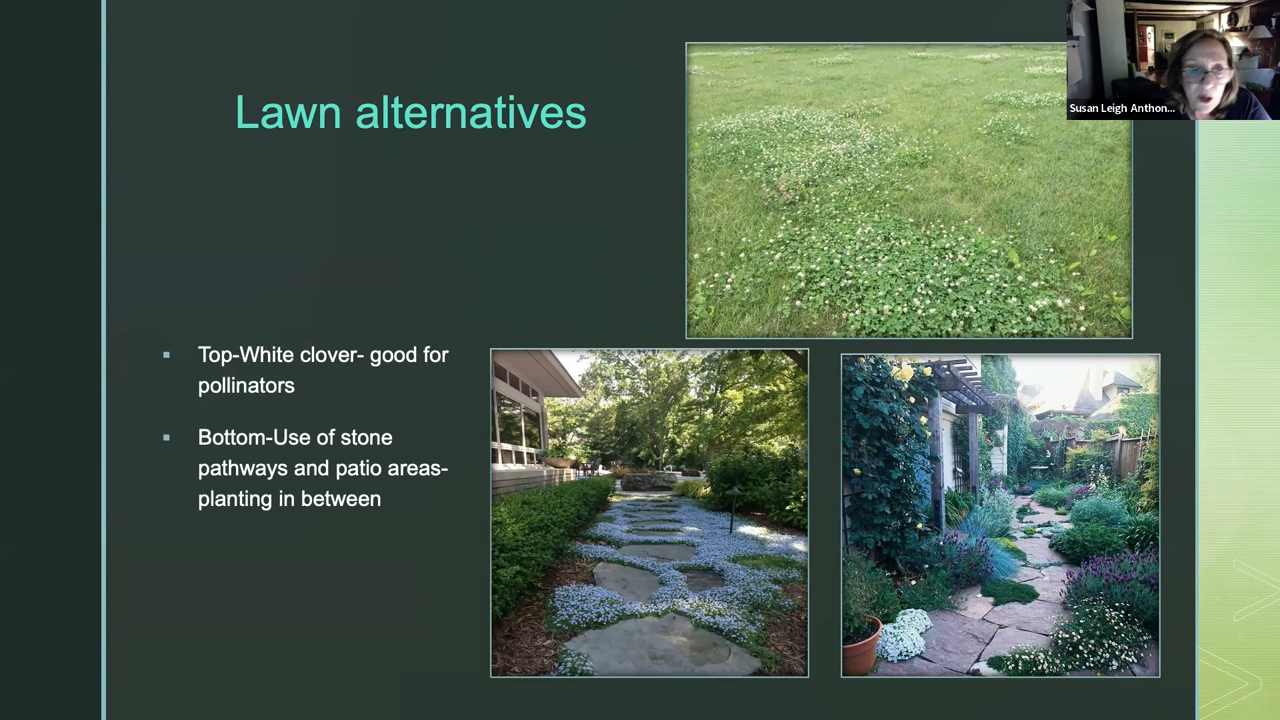 Lawn alternatives
Susan Leigh Anthon...
Top-White clover- good for
pollinators
Bottom-Use of stone
pathways and patio areas-
planting in between